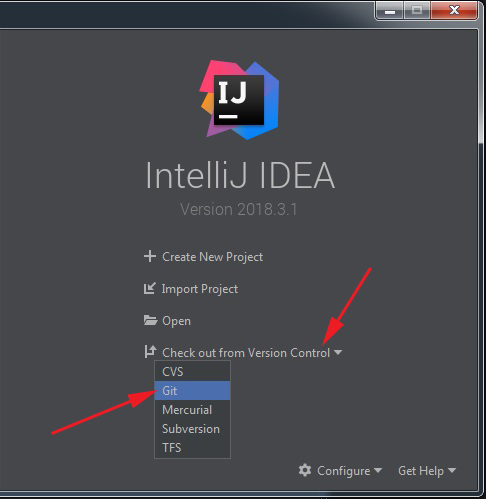 IJ
IntelliJ IDEA
Version 2018.3.1
Create New Project
Import Project
Open
Check out from Version Control
CVS
Git
Mercurial
Subversion
TFS
Configure Get Help